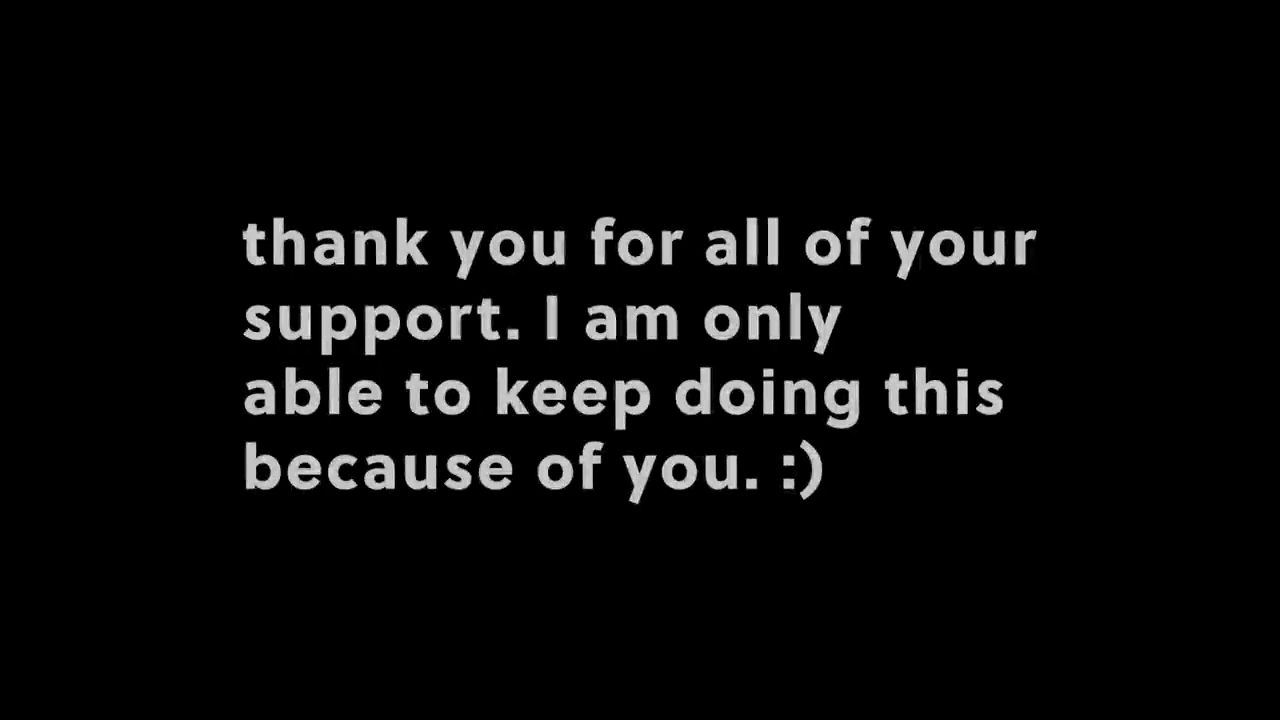 thank you for all of your
support. I am only
able to keep doing this
because of you. :)